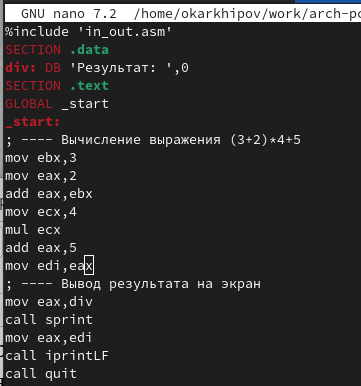 GNU nano 7.2 /home/okarkhipov/work/arch-pc
%include 'in_out.asm'
SECTION .data
div: DB 'Результат: ',0
SECTION .text
GLOBAL _start
_start:
; ---- Вычисление выражения (3+2)*4+5
mov ebx,3
mov eax,2
add eax,ebx
mov ecx,4
mul ecx
add eax,5
mov edi,eax
; ---- Вывод результата на экран
mov eax,div
call sprint
mov eax,edi
call iprintLF
call quit